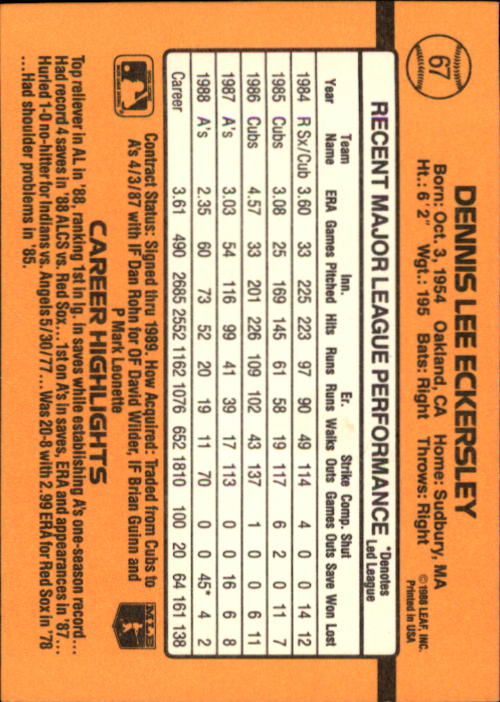 67
DENNIS LEE ECKERSLEY
Born: Oct. 3, 1954 Oakland, CA Home: Sudbury, MA
Ht.: 6' 2" Wgt.: 195 Bats: Right Throws: Right
©1988 LEAF, INC.
Printed in USA
RECENT MAJOR LEAGUE PERFORMANCE *Denotes
Led League
Team Inn. Er. Strike Comp. Shut
Year Name ERA Games Pitched Hits Runs Runs Walks Outs Games Outs Save Won Lost
1984 R Sx/Cub 3.60 33 225 223 97 90 49 114 4 0 0 14 12
1985 Cubs 3.08 25 169 145 61 58 19 117 6 2 0 11 7
1986 Cubs 4.57 33 201 226 109 102 43 137 1 0 0 6 11
1987 A's 3.03 54 116 99 41 39 17 113 0 0 16 6 8
1988 A's 2.35 60 73 52 20 19 11 70 0 0 45* 4 2
Career 3.61 490 2685 2552 1162 1076 652 1810 100 20 64 161 138
Contract Status: Signed thru 1989. How Acquired: Traded from Cubs to
A's 4/3/87 with IF Dan Rohn for OF David Wilder, IF Brian Guinn and
P Mark Leonette
MLB
CAREER HIGHLIGHTS
Top reliever in AL in '88, ranking 1st in lg. in saves while establishing A's one-season record....
Had record 4 saves in '88 ALCS vs. Red Sox... 1st on A's in saves, ERA and appearances in '87...
Hurled 1-0 no-hitter for Indians vs. Angels 5/30/77... Was 20-8 with 2.99 ERA for Red Sox in '78
...Had shoulder problems in '85.